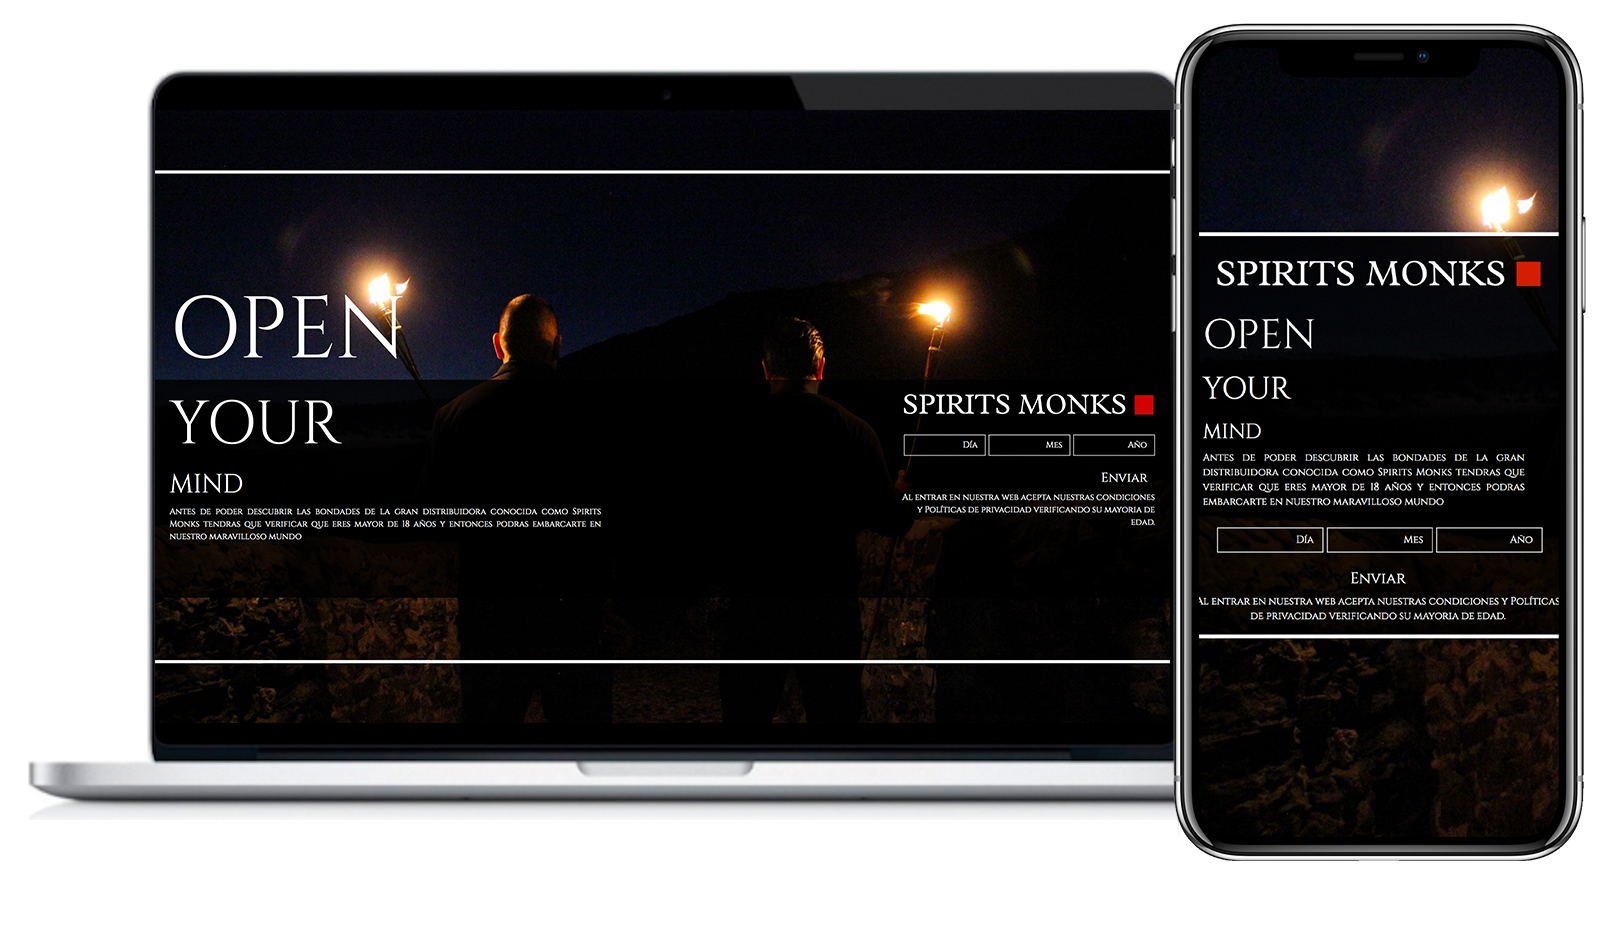 OPEN
YOUR
MIND
Antes de poder descubrir las bondades de la gran distribuidora conocida como Spirits
Monks tendras que verificar que eres mayor de 18 años y entonces podras embarcarte en
nuestro maravilloso mundo
SPIRITS MONKS
Día Mes Año
Enviar
Al entrar en nuestra web acepta nuestras condiciones
y Políticas de privacidad verificando su mayoria de
edad.
SPIRITS MONKS
OPEN
YOUR
MIND
Antes de poder descubrir las bondades de la gran
distribuidora conocida como Spirits Monks tendras que
verificar que eres mayor de 18 años y entonces podras
embarcarte en nuestro maravilloso mundo
Día Mes Año
Enviar
Al entrar en nuestra web acepta nuestras condiciones y Políticas
de privacidad verificando su mayoria de edad.